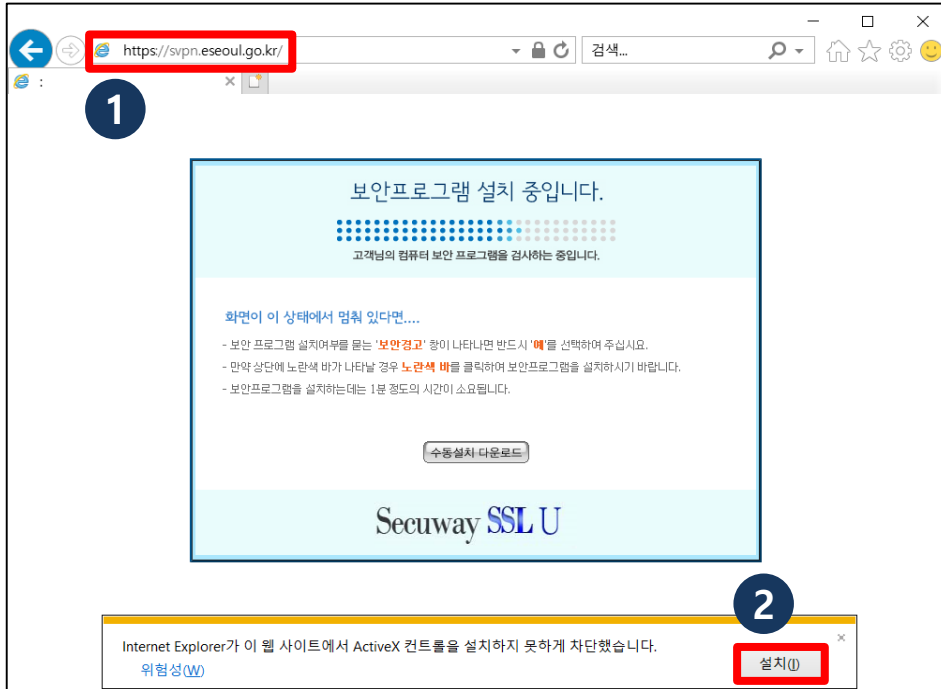 https://svpn.eseoul.go.kr/
검색...
:
1
보안프로그램 설치 중입니다.
고객님의 컴퓨터 보안 프로그램을 검사하는 중입니다.
화면이 이 상태에서 멈춰 있다면....
- 보안 프로그램 설치여부를 묻는 '보안경고' 창이 나타나면 반드시 '예'를 선택하여 주십시요.
- 만약 상단에 노란색 바가 나타날 경우 노란색 바를 클릭하여 보안프로그램을 설치하시기 바랍니다.
- 보안프로그램을 설치하는데는 1분 정도의 시간이 소요됩니다.
수동설치 다운로드
Secuway SSL U
2
Internet Explorer가 이 웹 사이트에서 ActiveX 컨트롤을 설치하지 못하게 차단했습니다.
위험성(W)
설치(I)